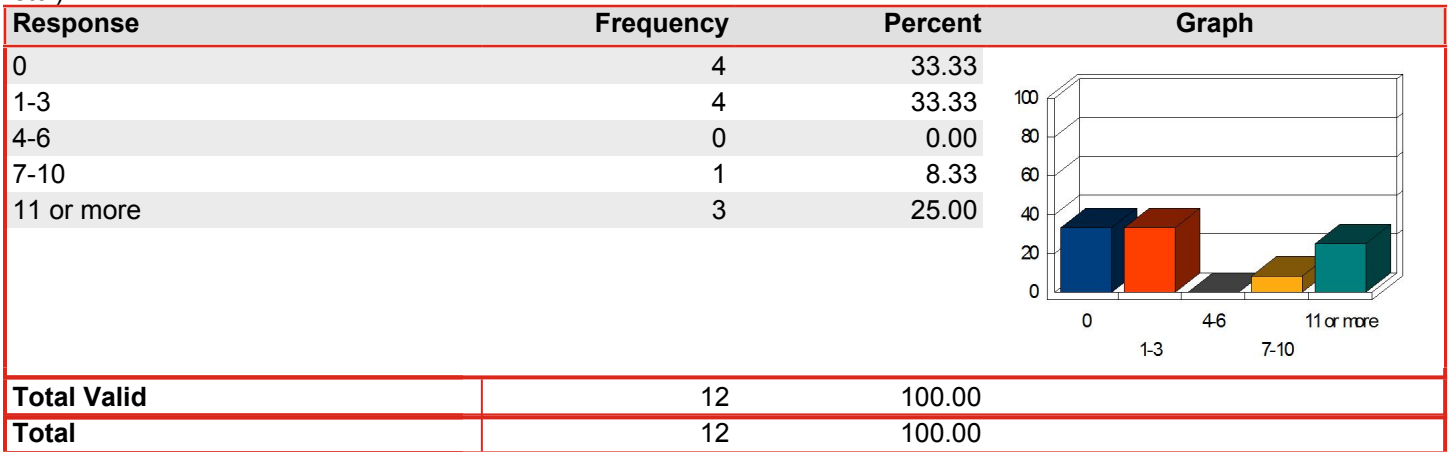 Response Frequency Percent Graph
0 4 33.33
1-3 4 33.33
4-6 0 0.00
7-10 1 8.33
11 or more 3 25.00
100
80
60
40
20
0
0 4-6 11 or more
1-3 7-10
Total Valid 12 100.00
Total 12 100.00